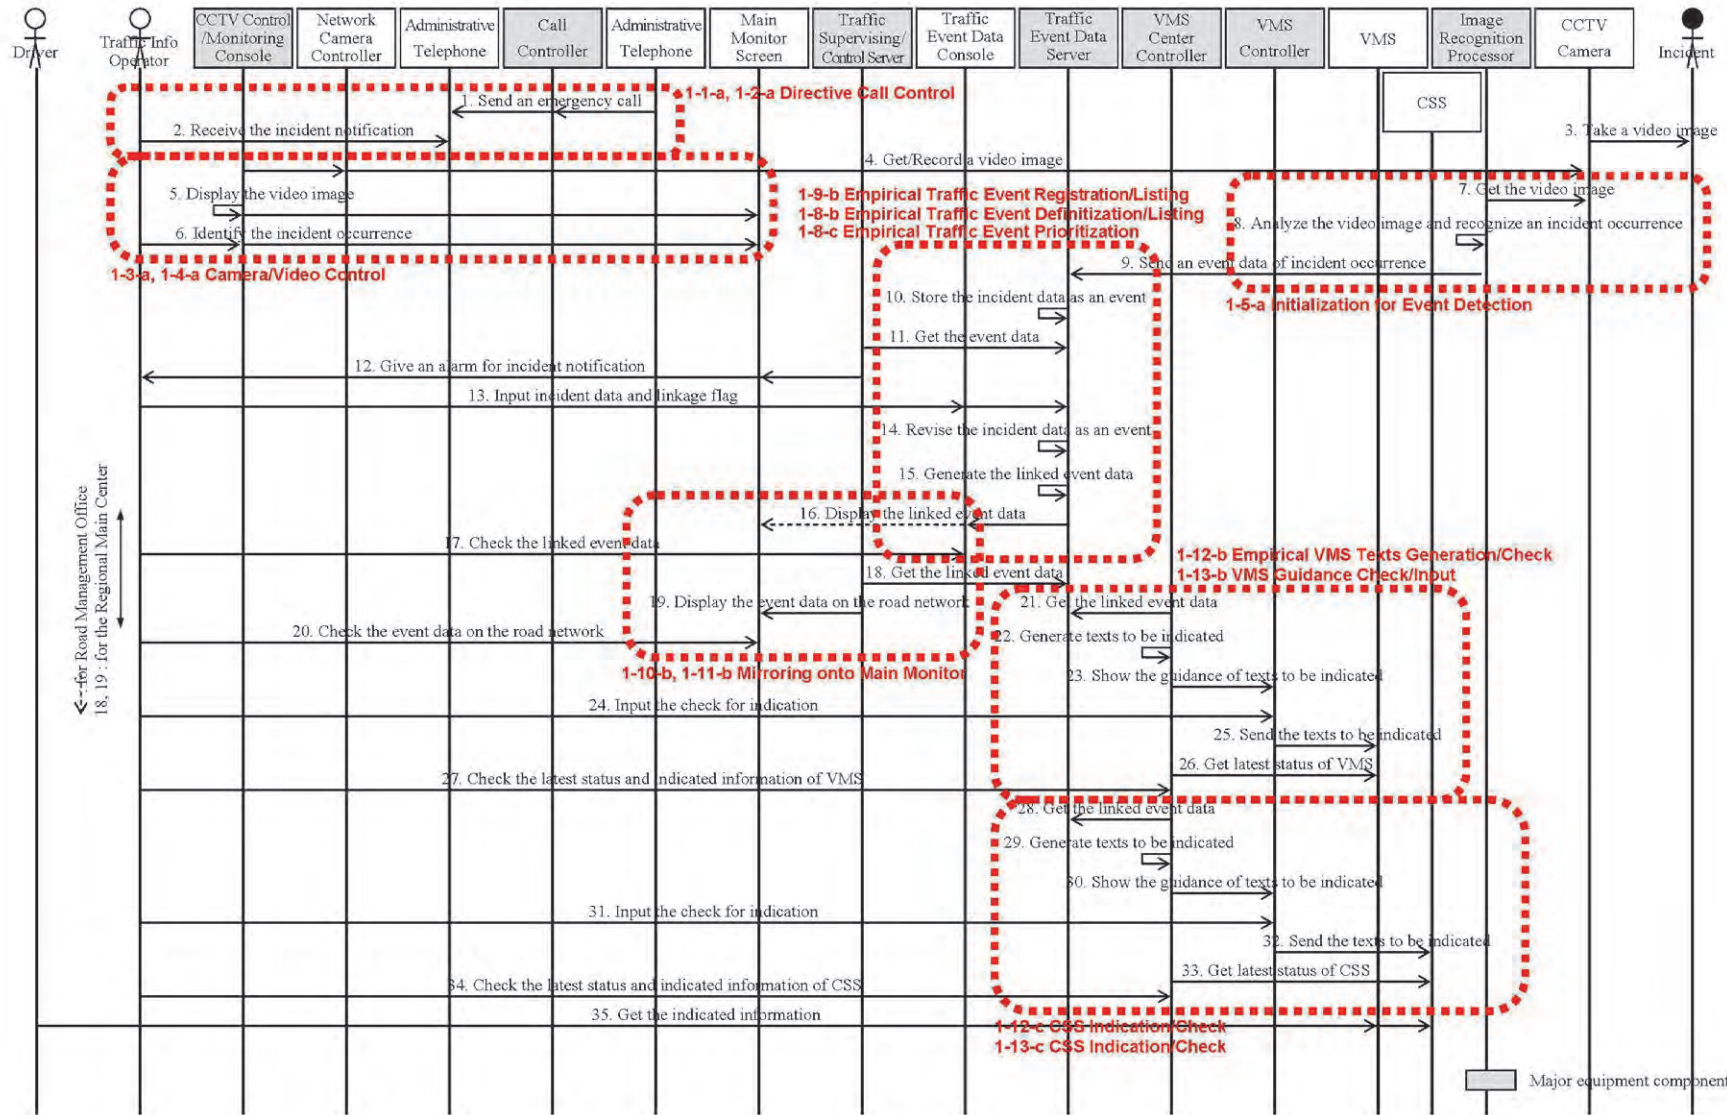 Driver
Traffic Info
Operator
CCTV Control
/Monitoring
Console
Network
Camera
Controller
Administrative
Telephone
Call
Controller
Administrative
Telephone
Main
Monitor
Screen
Traffic
Supervising/
Control Server
Traffic
Event Data
Console
Traffic
Event Data
Server
VMS
Center
Controller
VMS
Controller
VMS
Image
Recognition
Processor
CCTV
Camera
Incident
CSS
1-1-a, 1-2-a Directive Call Control
1. Send an emergency call
2. Receive the incident notification
3. Take a video image
4. Get/Record a video image
5. Display the video image
6. Identify the incident occurrence
1-3-a, 1-4-a Camera/Video Control
1-9-b Empirical Traffic Event Registration/Listing
1-8-b Empirical Traffic Event Definitization/Listing
1-8-c Empirical Traffic Event Prioritization
7. Get the video image
8. Analyze the video image and recognize an incident occurrence
9. Send an event data of incident occurrence
1-5-a Initialization for Event Detection
10. Store the incident data as an event
11. Get the event data
12. Give an alarm for incident notification
13. Input incident data and linkage flag
14. Revise the incident data as an event
15. Generate the linked event data
16. Display the linked event data
17. Check the linked event data
18. Get the linked event data
19. Display the event data on the road network
20. Check the event data on the road network
1-10-b, 1-11-b Mirroring onto Main Monitor
1-12-b Empirical VMS Texts Generation/Check
1-13-b VMS Guidance Check/Input
21. Get the linked event data
22. Generate texts to be indicated
23. Show the guidance of texts to be indicated
24. Input the check for indication
25. Send the texts to be indicated
26. Get latest status of VMS
27. Check the latest status and indicated information of VMS
28. Get the linked event data
29. Generate texts to be indicated
30. Show the guidance of texts to be indicated
31. Input the check for indication
32. Send the texts to be indicated
33. Get latest status of CSS
34. Check the latest status and indicated information of CSS
35. Get the indicated information
1-12-c CSS Indication/Check
1-13-c CSS Indication/Check
: for Road Management Office
18, 19 : for the Regional Main Center
Major equipment component